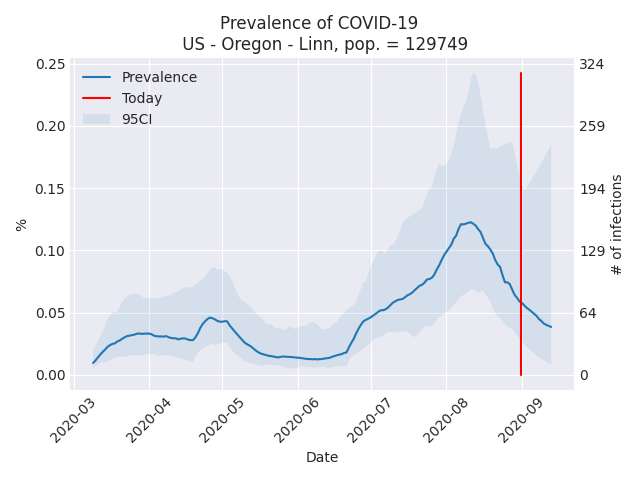 Prevalence of COVID-19
US - Oregon - Linn, pop. = 129749
Prevalence
Today
95CI
0.25
0.20
0.15
0.10
0.05
0.00
%
324
259
194
129
64
0
# of infections
2020-03
2020-04
2020-05
2020-06
2020-07
2020-08
2020-09
Date